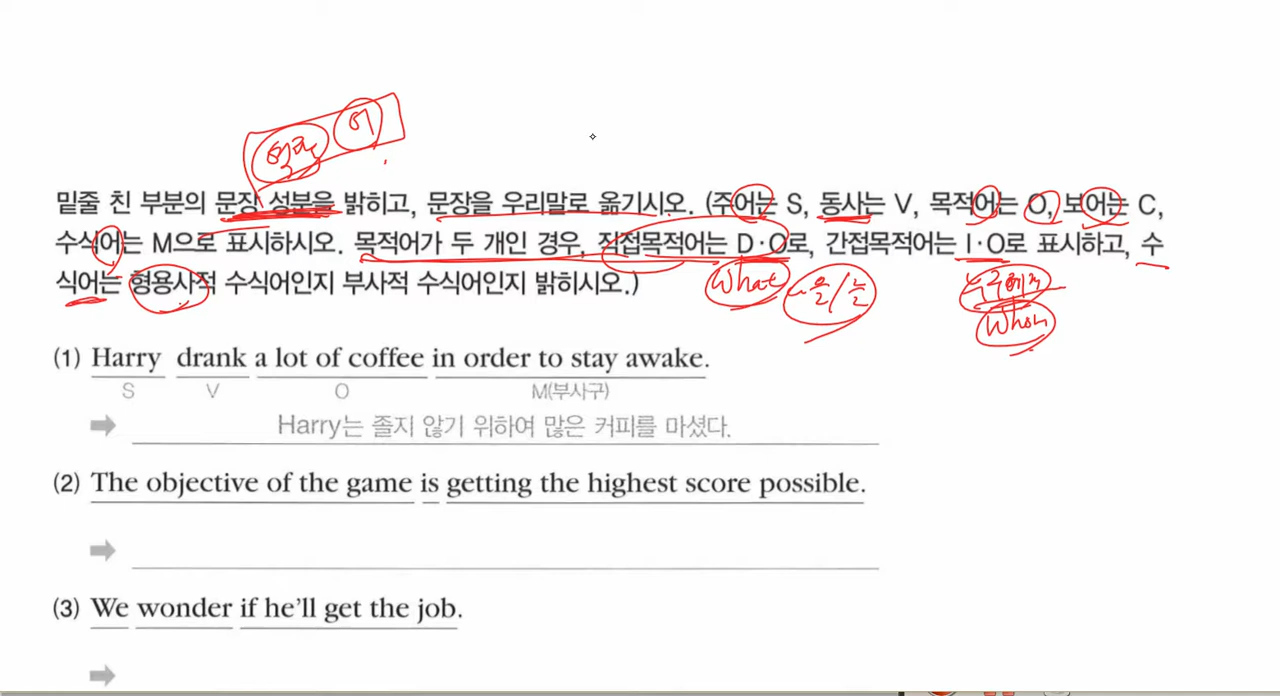 역할 어
밑줄 친 부분의 문장 성분을 밝히고, 문장을 우리말로 옮기시오. (주어는 S, 동사는 V, 목적어는 O, 보어는 C,
수식어는 M으로 표시하시오. 목적어가 두 개인 경우, 직접목적어는 D·O로, 간접목적어는 I·O로 표시하고, 수
식어는 형용사적 수식어인지 부사적 수식어인지 밝히시오.)
What ~을/를 누구에게
Whom
(1) Harry drank a lot of coffee in order to stay awake.
S V O M(부사구)
➡ Harry는 졸지 않기 위하여 많은 커피를 마셨다.
(2) The objective of the game is getting the highest score possible.
➡
(3) We wonder if he'll get the job.
➡